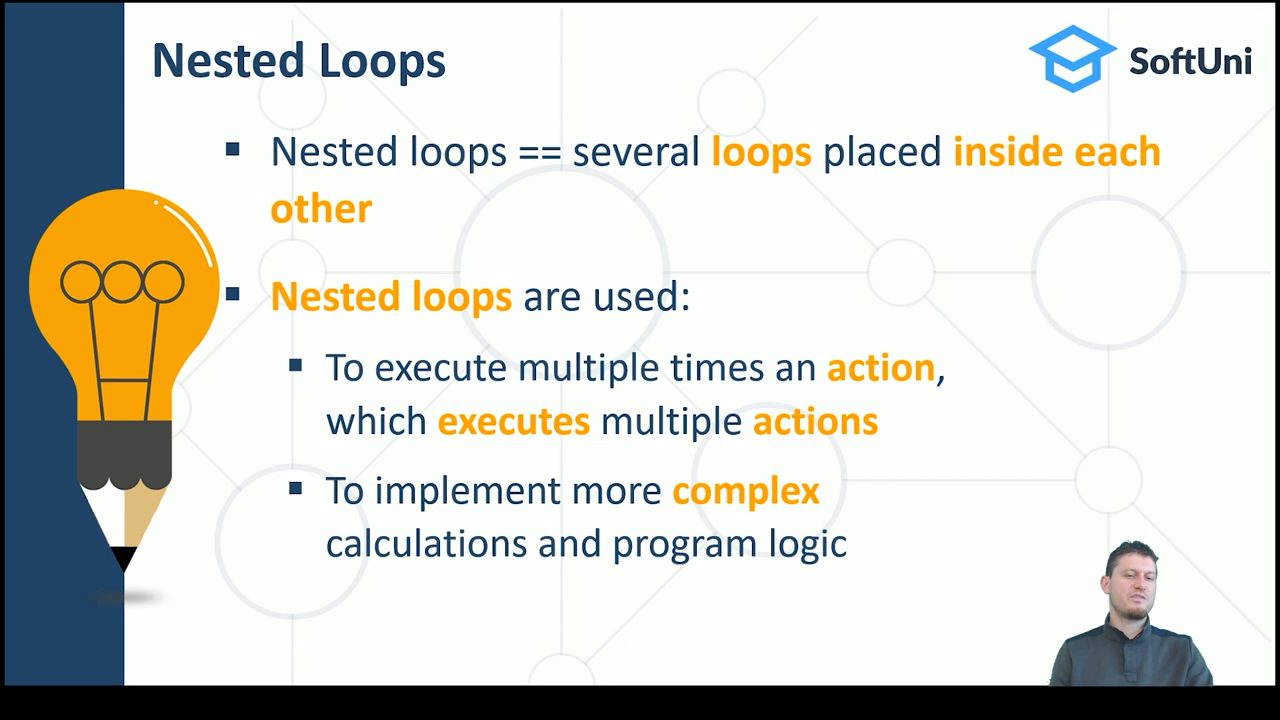 Nested Loops
SoftUni
▪ Nested loops == several loops placed inside each
other
▪ Nested loops are used:
▪ To execute multiple times an action,
which executes multiple actions
▪ To implement more complex
calculations and program logic